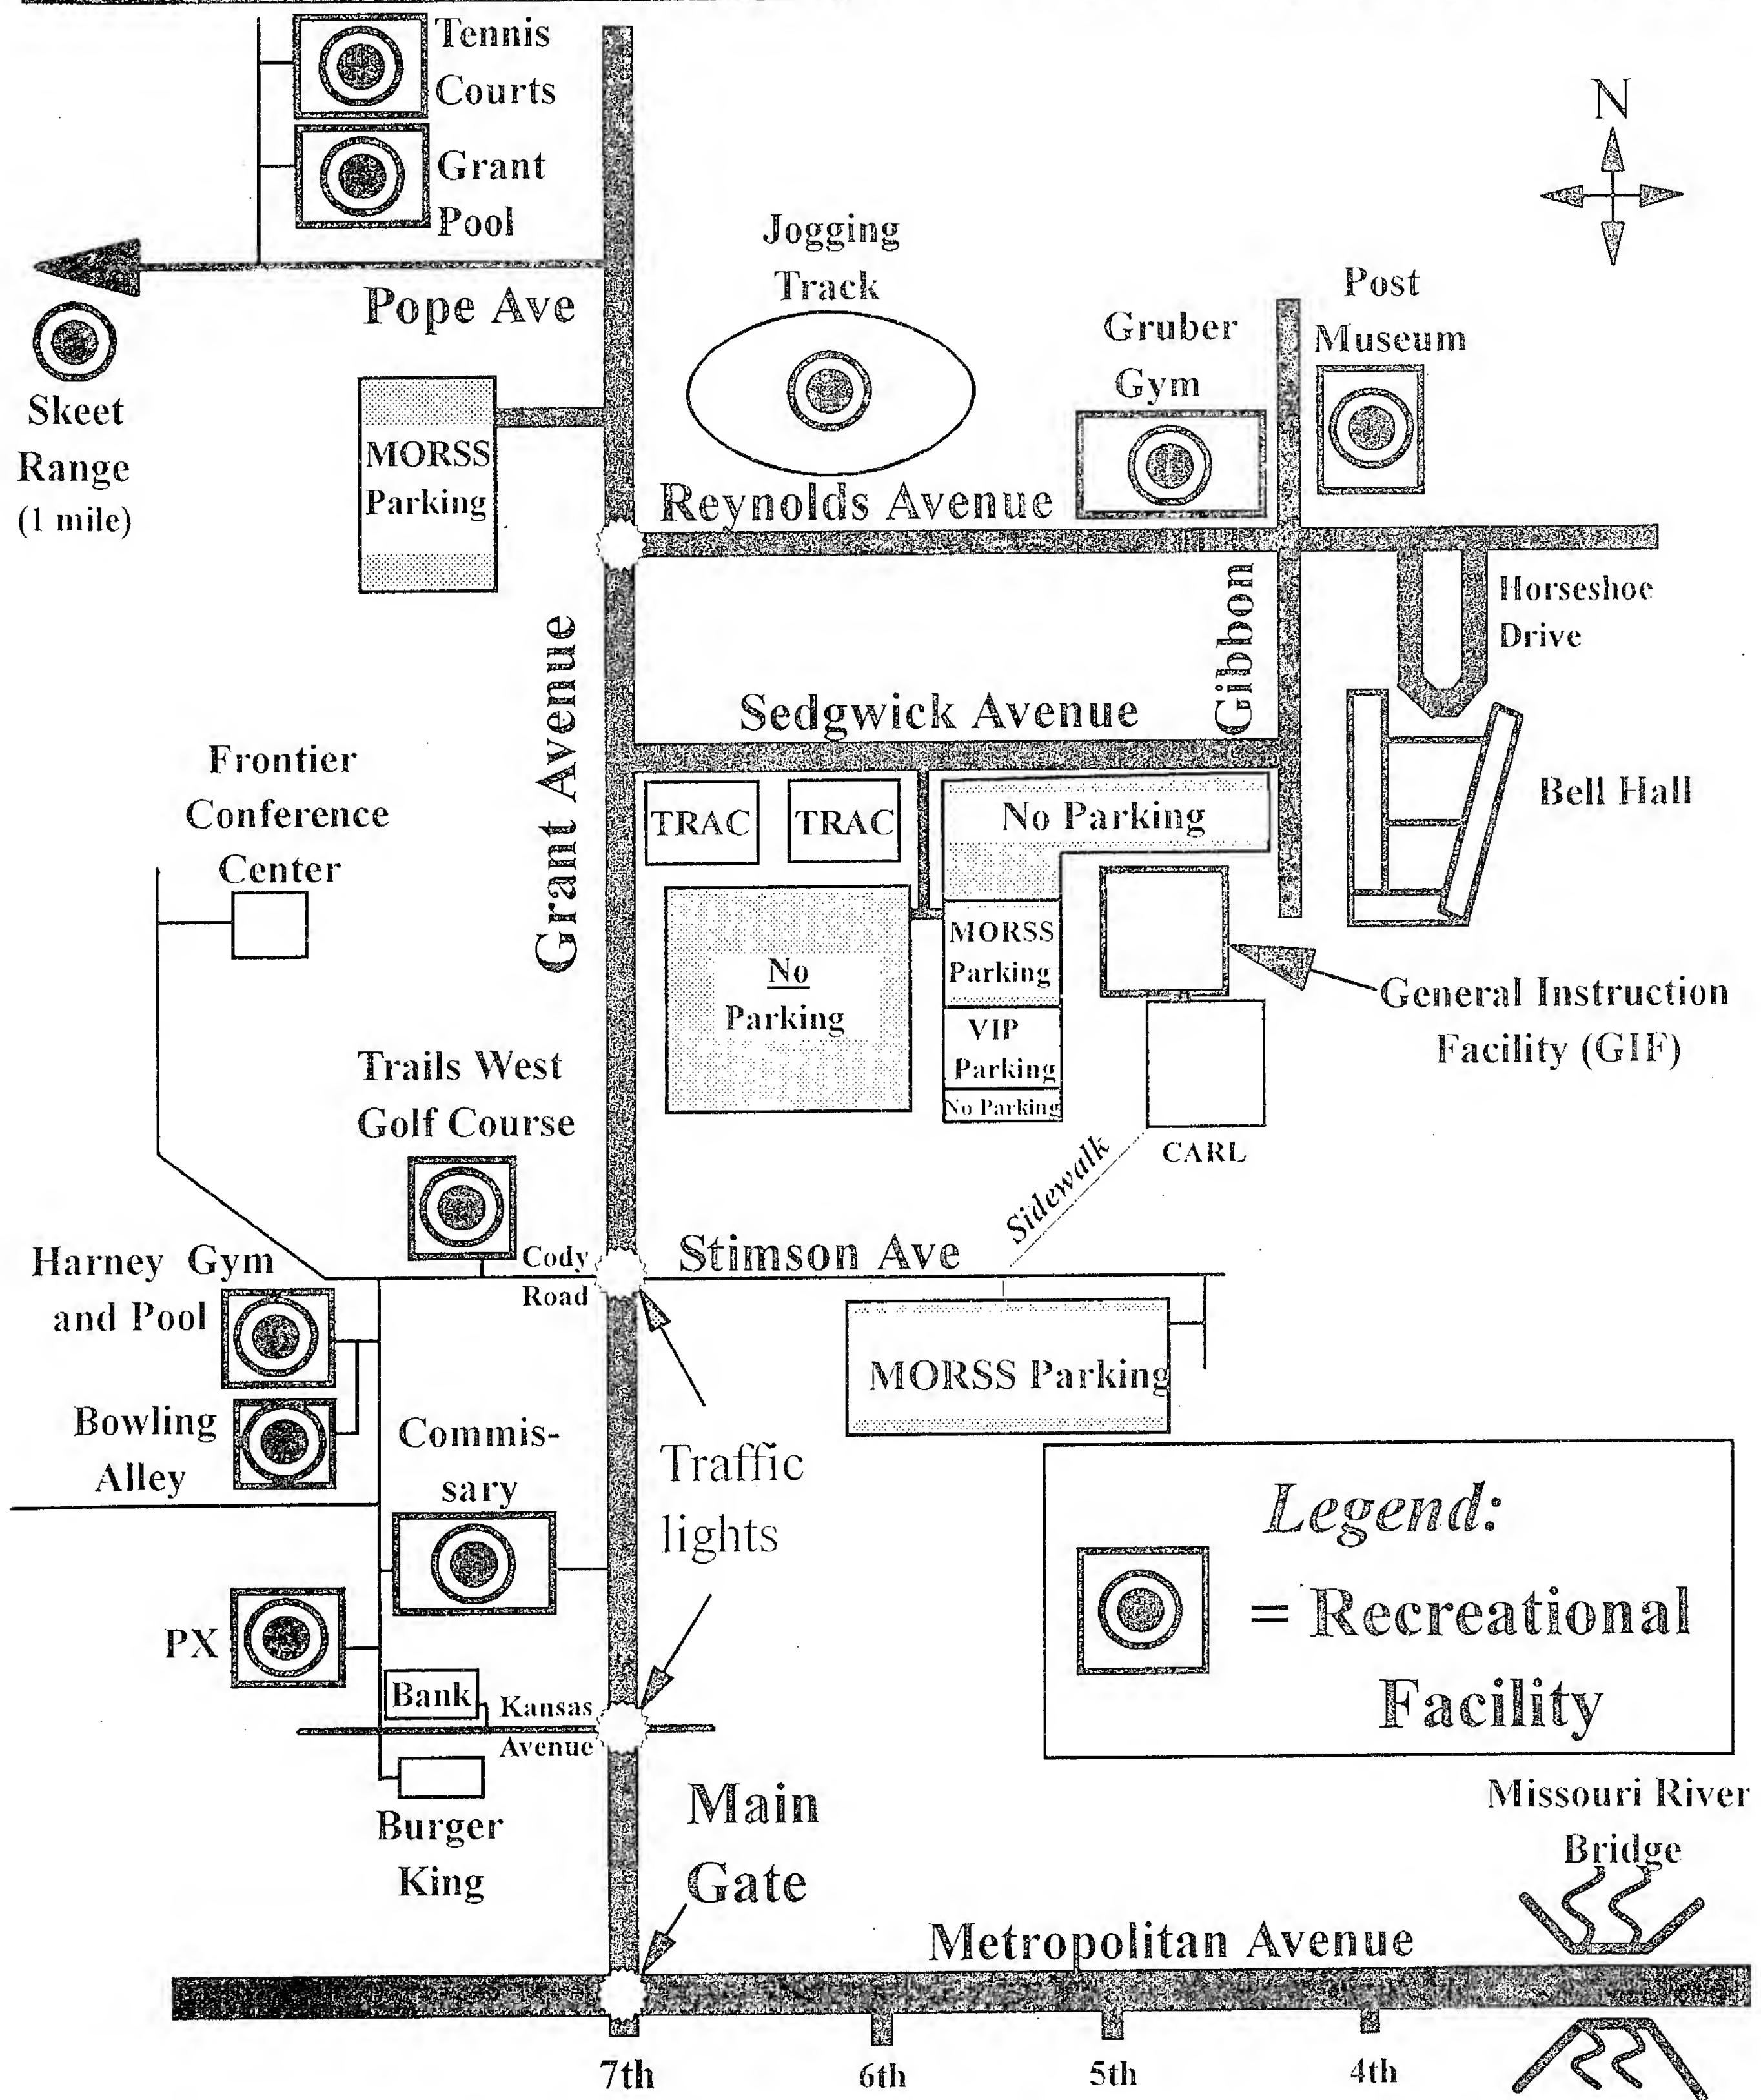 Tennis
Courts
Grant
Pool
N
Jogging
Track
Pope Ave
Post
Museum
Gruber
Gym
Skeet
Range
(1 mile)
MORSS
Parking
Reynolds Avenue
Horseshoe
Drive
Gibbon
Grant Avenue
Sedgwick Avenue
Frontier
Conference
Center
TRAC
TRAC
No Parking
Bell Hall
MORSS
Parking
No
Parking
VIP
Parking
No Parking
General Instruction
Facility (GIF)
CARL
Sidewalk
Trails West
Golf Course
Cody
Road
Stimson Ave
Harney Gym
and Pool
MORSS Parking
Bowling
Alley
Commis-
sary
Traffic
lights
Legend:
= Recreational
Facility
PX
Bank
Kansas
Avenue
Burger
King
Main
Gate
Missouri River
Bridge
Metropolitan Avenue
7th
6th
5th
4th